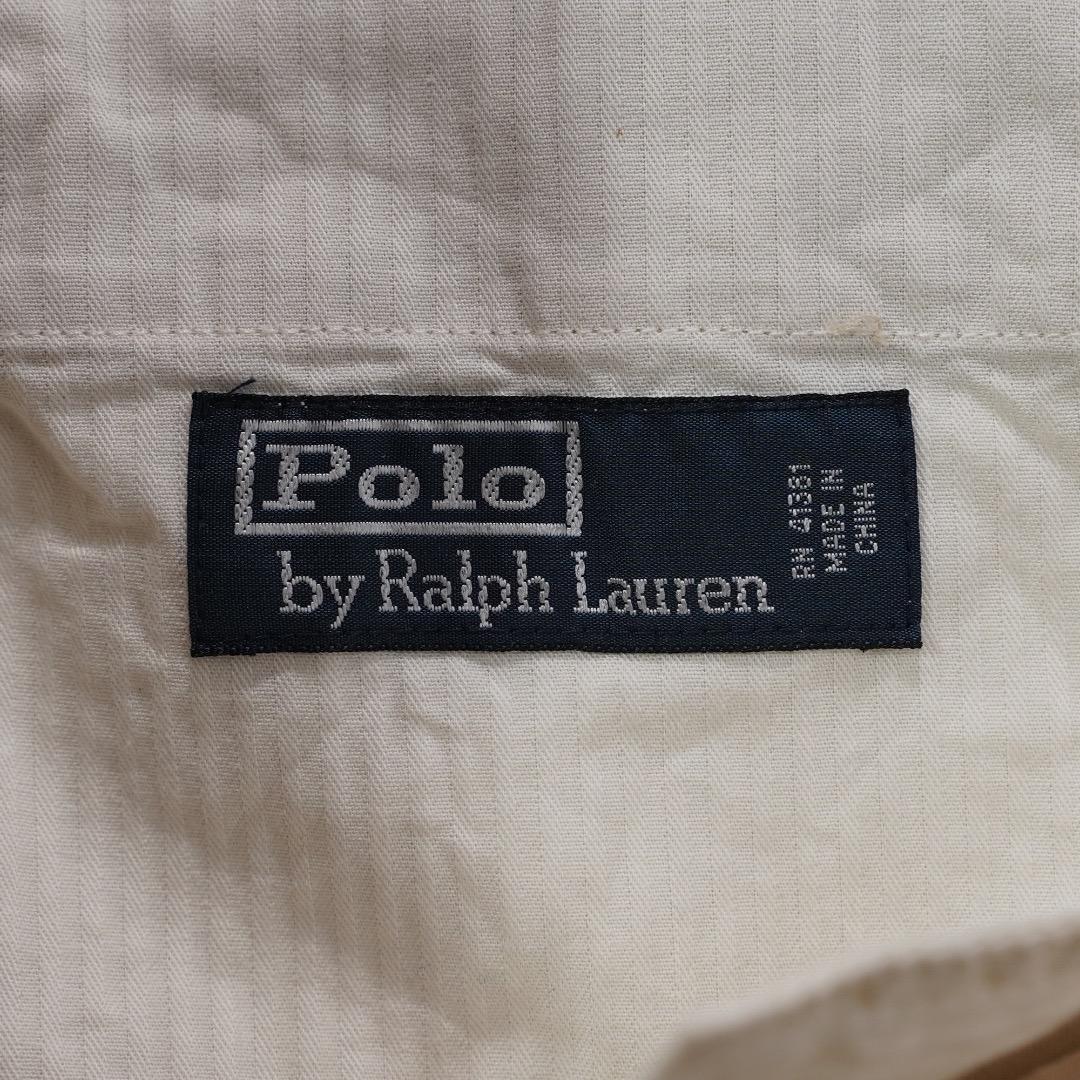 Polo
by Ralph Lauren
RN 41381
MADE IN
CHINA